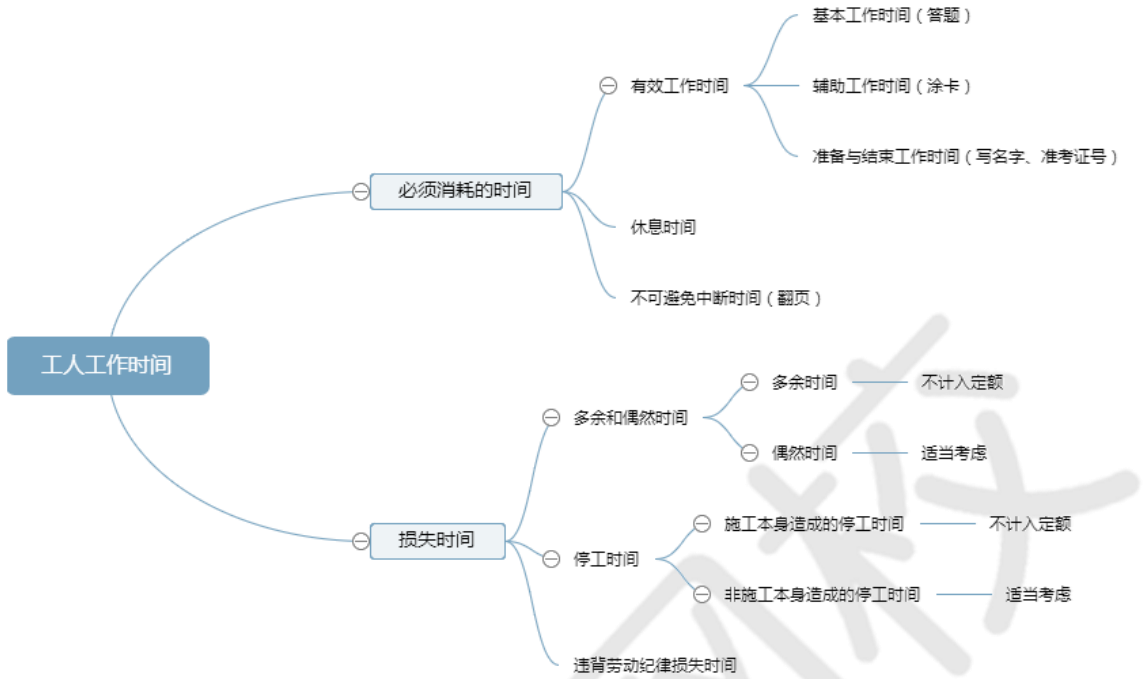 工人工作时间
必须消耗的时间
有效工作时间
基本工作时间（答题）
辅助工作时间（涂卡）
准备与结束工作时间（写名字、准考证号）
休息时间
不可避免中断时间（翻页）
损失时间
多余和偶然时间
多余时间
不计入定额
偶然时间
适当考虑
停工时间
施工本身造成的停工时间
不计入定额
非施工本身造成的停工时间
适当考虑
违背劳动纪律损失时间